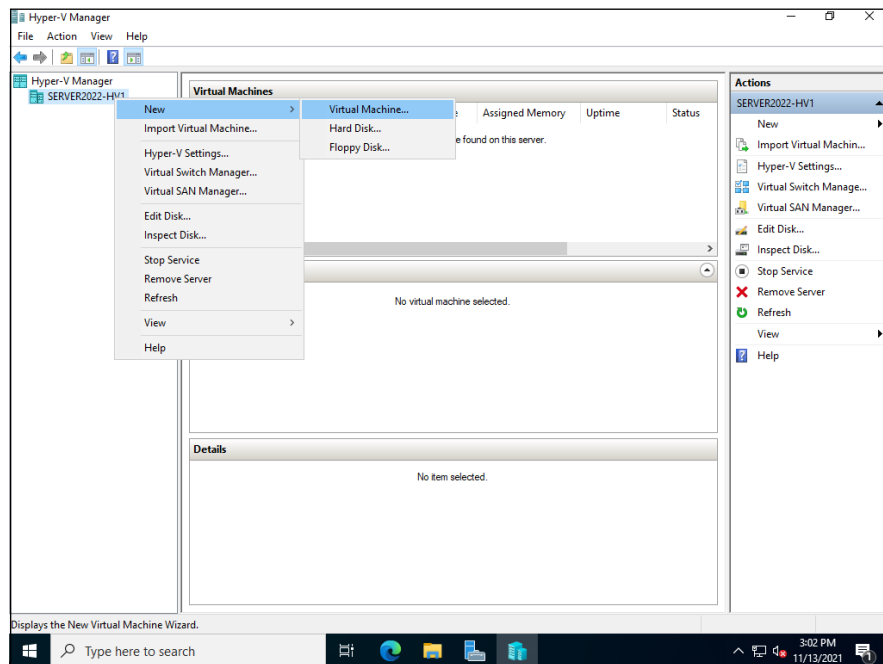 Hyper-V Manager
File Action View Help
Hyper-V Manager
SERVER2022-HV1
New
Import Virtual Machine...
Hyper-V Settings...
Virtual Switch Manager...
Virtual SAN Manager...
Edit Disk...
Inspect Disk...
Stop Service
Remove Server
Refresh
View
Help
Virtual Machine...
Hard Disk...
Floppy Disk...
Virtual Machines
Assigned Memory Uptime Status
found on this server.
No virtual machine selected.
Details
No item selected.
Actions
SERVER2022-HV1
New
Import Virtual Machin...
Hyper-V Settings...
Virtual Switch Manage...
Virtual SAN Manager...
Edit Disk...
Inspect Disk...
Stop Service
Remove Server
Refresh
View
Help
Displays the New Virtual Machine Wizard.
Type here to search
3:02 PM
11/13/2021
1